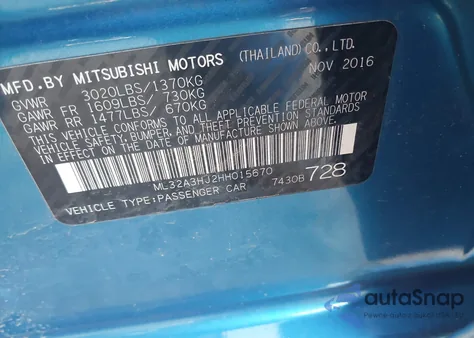 MFD. BY MITSUBISHI MOTORS (THAILAND) CO., LTD.
NOV 2016
GVWR 3020LBS/1370KG
GAWR FR 1609LBS/ 730KG
GAWR RR 1477LBS/ 670KG
THIS VEHICLE CONFORMS TO ALL APPLICABLE FEDERAL MOTOR
VEHICLE SAFETY, BUMPER, AND THEFT PREVENTION STANDARDS
IN EFFECT ON THE DATE OF MANUFACTURE SHOWN ABOVE.
ML32A3HJ2HH015670
VEHICLE TYPE:PASSENGER CAR 7430B 728
autoSnap